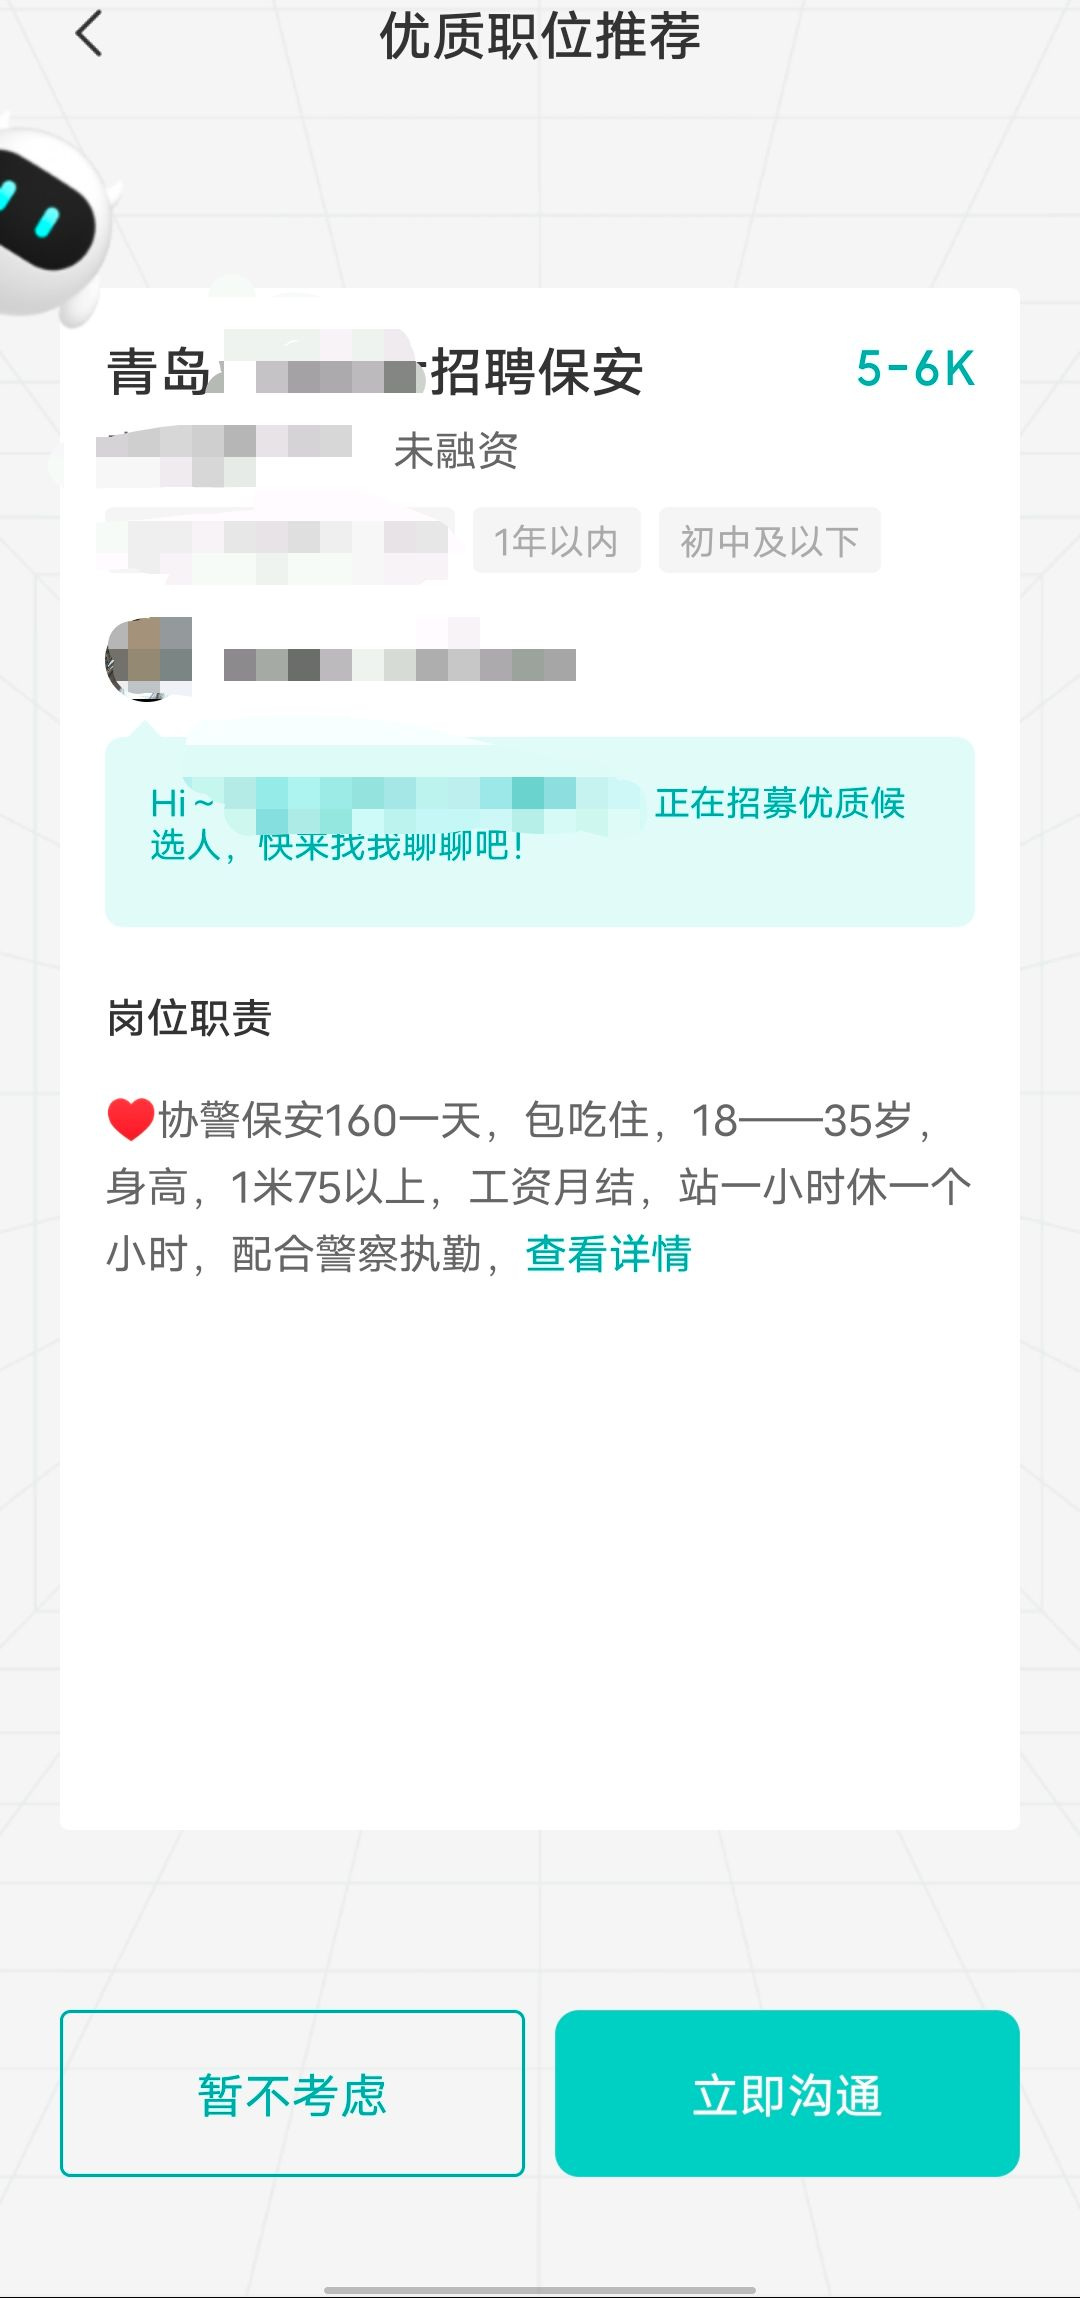 优质职位推荐
青岛 招聘保安 5-6K
未融资
1年以内 初中及以下
Hi~ 正在招募优质候
选人，快来找我聊聊吧！
岗位职责
❤️协警保安160一天，包吃住，18——35岁，
身高，1米75以上，工资月结，站一小时休一个
小时，配合警察执勤，查看详情
暂不考虑 立即沟通